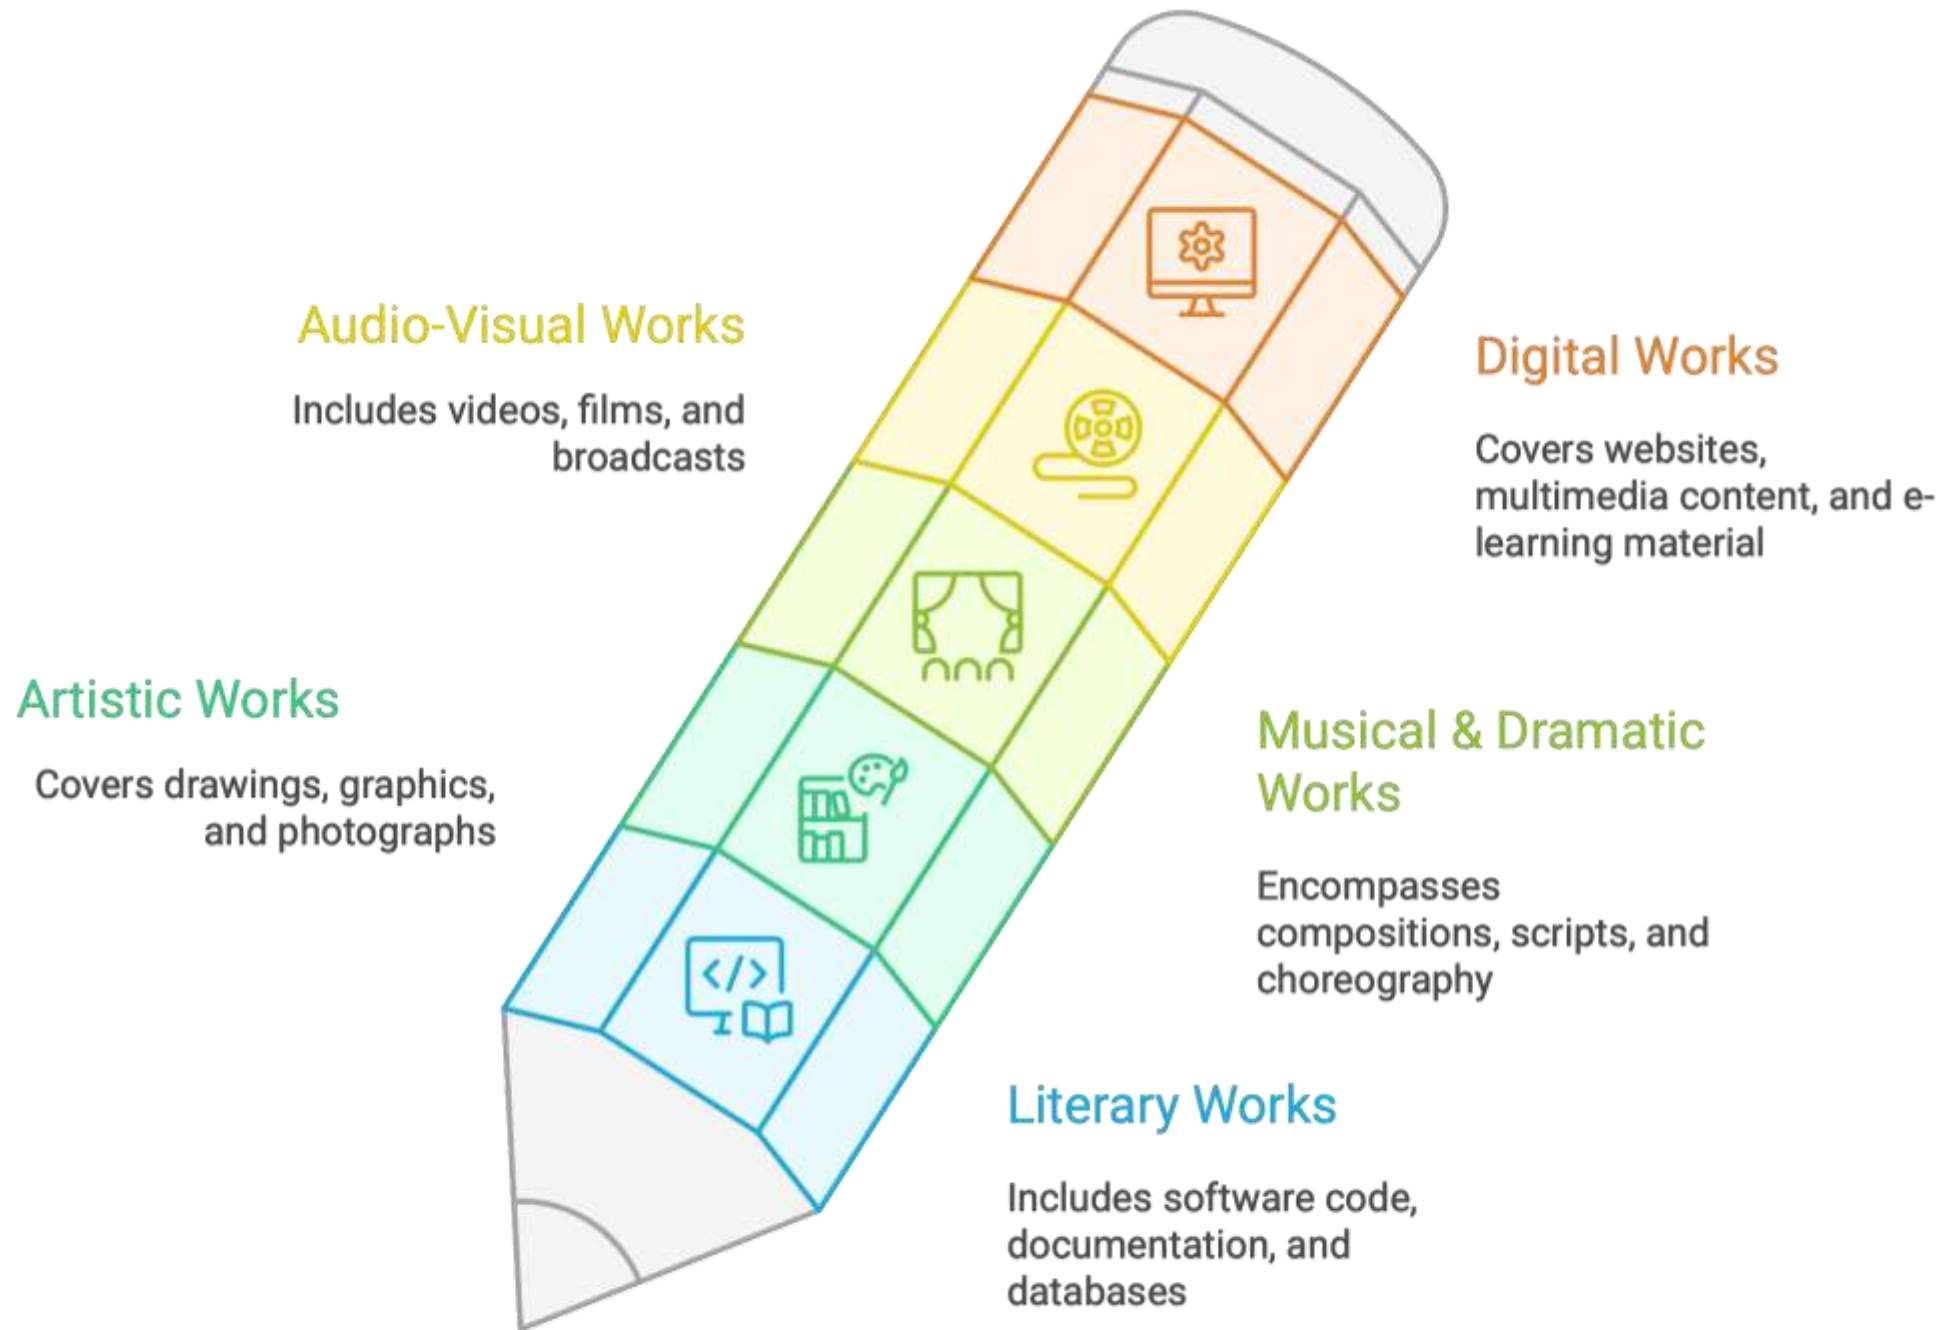 Audio-Visual Works
Includes videos, films, and
broadcasts
Digital Works
Covers websites,
multimedia content, and e-
learning material
Artistic Works
Covers drawings, graphics,
and photographs
Musical & Dramatic
Works
Encompasses
compositions, scripts, and
choreography
Literary Works
Includes software code,
documentation, and
databases